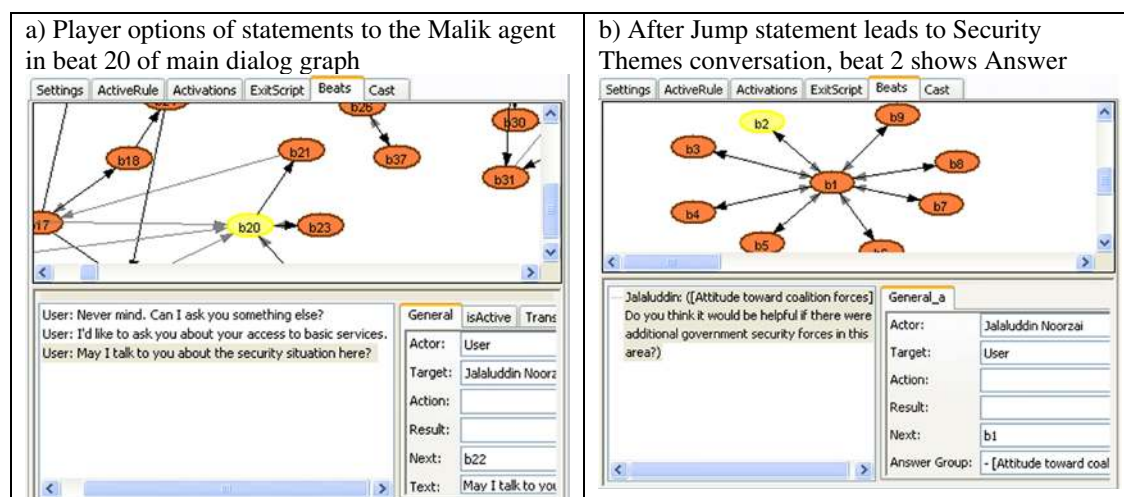 a) Player options of statements to the Malik agent
in beat 20 of main dialog graph
Settings ActiveRule Activations ExitScript Beats Cast
b26
b30
b18
b21
b37
b31
b20
b23
User: Never mind. Can I ask you something else?
User: I'd like to ask you about your access to basic services.
User: May I talk to you about the security situation here?
General isActive Trans
Actor: User
Target: Jalaluddin Noorz
Action:
Result:
Next: b22
Text: May I talk to you
b) After Jump statement leads to Security
Themes conversation, beat 2 shows Answer
Settings ActiveRule Activations ExitScript Beats Cast
b2
b9
b3
b8
b1
b4
b7
b5
Jalaluddin: ([Attitude toward coalition forces]
Do you think it would be helpful if there were
additional government security forces in this
area?)
General_a
Actor: Jalaluddin Noorzai
Target: User
Action:
Result:
Next: b1
Answer Group: - [Attitude toward coal